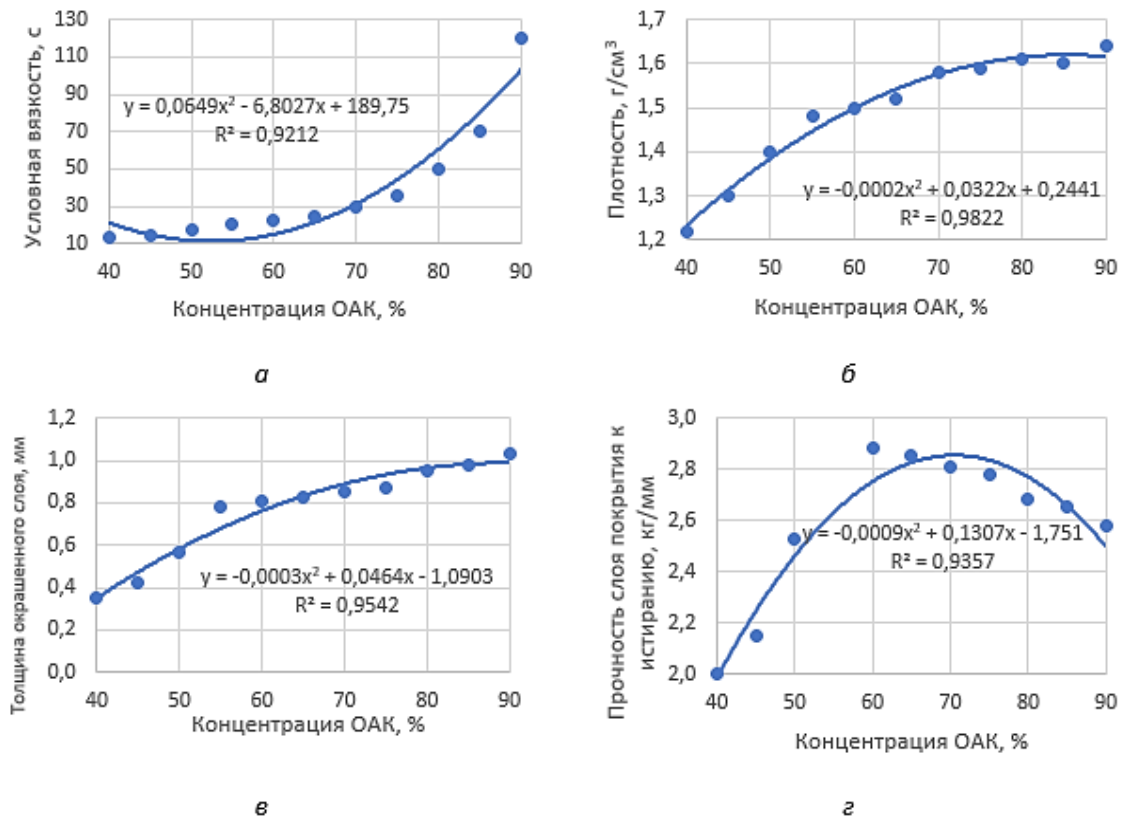 Условная вязкость, с
130
110
90
70
50
30
10
y = 0,0649x² - 6,8027x + 189,75
R² = 0,9212
40 50 60 70 80 90
Концентрация ОАК, %
а
Плотность, г/см³
1,7
1,6
1,5
1,4
1,3
1,2
y = -0,0002x² + 0,0322x + 0,2441
R² = 0,9822
40 50 60 70 80 90
Концентрация ОАК, %
б
Толщина окрашенного слоя, мм
1,2
1,0
0,8
0,6
0,4
0,2
0,0
y = -0,0003x² + 0,0464x - 1,0903
R² = 0,9542
40 50 60 70 80 90
Концентрация ОАК, %
в
Прочность слоя покрытия к
истиранию, кг/мм
3,0
2,8
2,6
2,4
2,2
2,0
y = -0,0009x² + 0,1307x - 1,751
R² = 0,9357
40 50 60 70 80 90
Концентрация ОАК, %
г